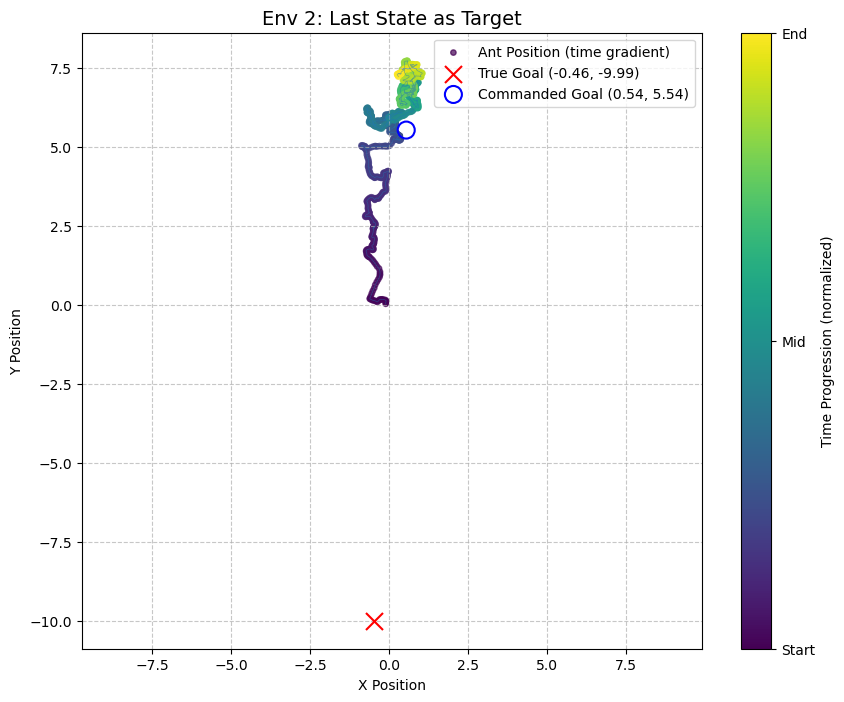 Env 2: Last State as Target
Ant Position (time gradient)
True Goal (-0.46, -9.99)
Commanded Goal (0.54, 5.54)
7.5
5.0
2.5
0.0
−2.5
−5.0
−7.5
−10.0
Y Position
−7.5 −5.0 −2.5 0.0 2.5 5.0 7.5
X Position
End
Mid
Start
Time Progression (normalized)